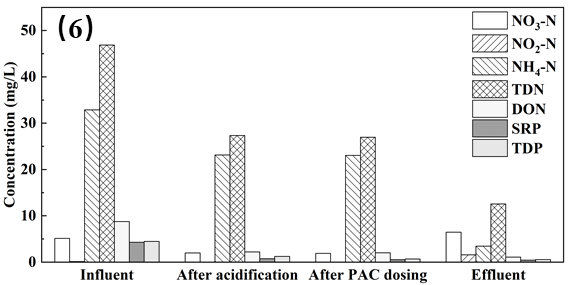 (6)
NO₃-N
NO₂-N
NH₄-N
TDN
DON
SRP
TDP
Concentration (mg/L)
50
40
30
20
10
0
Influent After acidification After PAC dosing Effluent